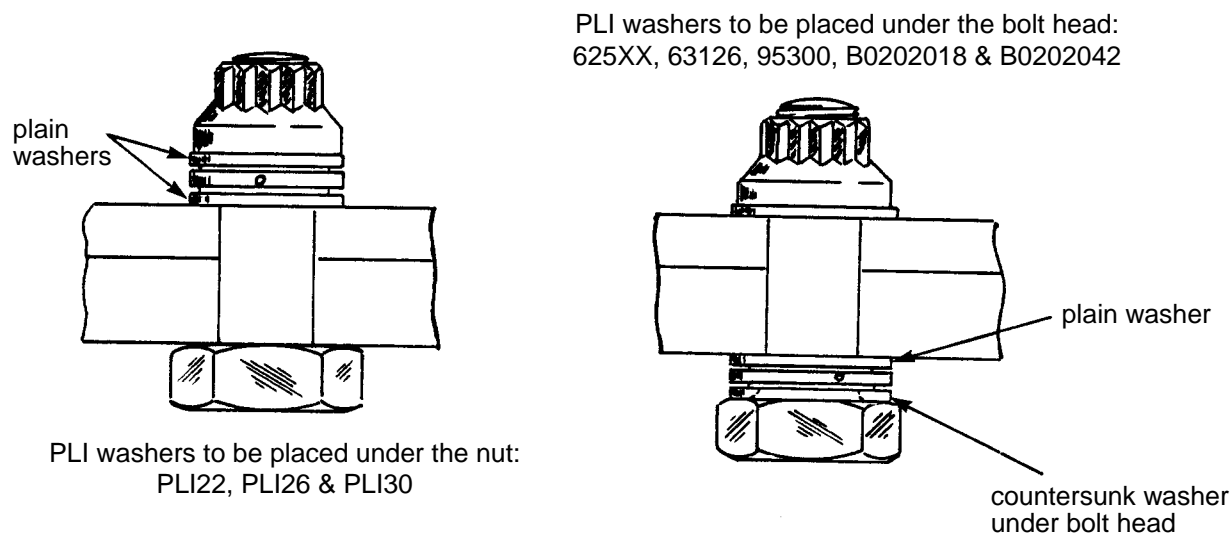 PLI washers to be placed under the bolt head:
625XX, 63126, 95300, B0202018 & B0202042
plain
washers
plain washer
PLI washers to be placed under the nut:
PLI22, PLI26 & PLI30
countersunk washer
under bolt head